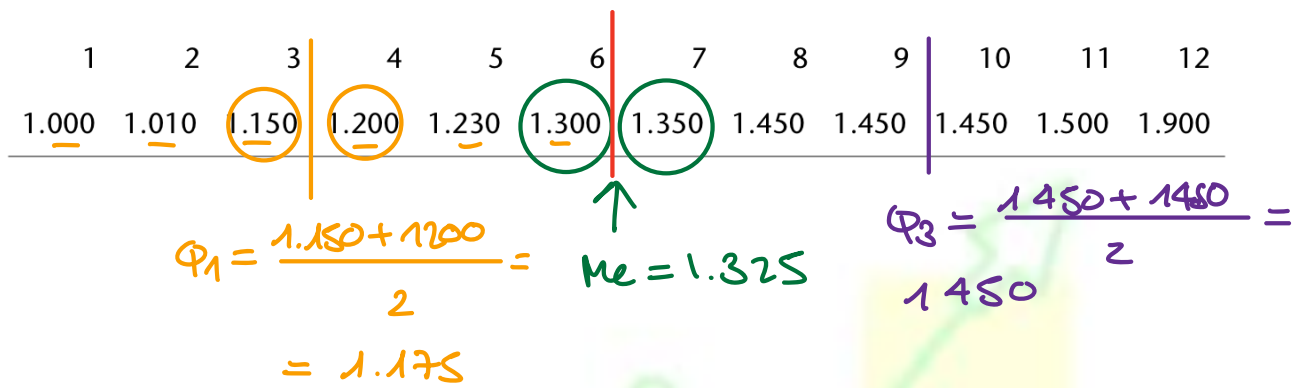 1 2 3 4 5 6 7 8 9 10 11 12
1.000 1.010 1.150 1.200 1.230 1.300 1.350 1.450 1.450 1.450 1.500 1.900
Q1 = 1.150+1200 / 2 =
= 1.175
Me = 1.325
Q3 = 1450+1450 / 2 =
1450